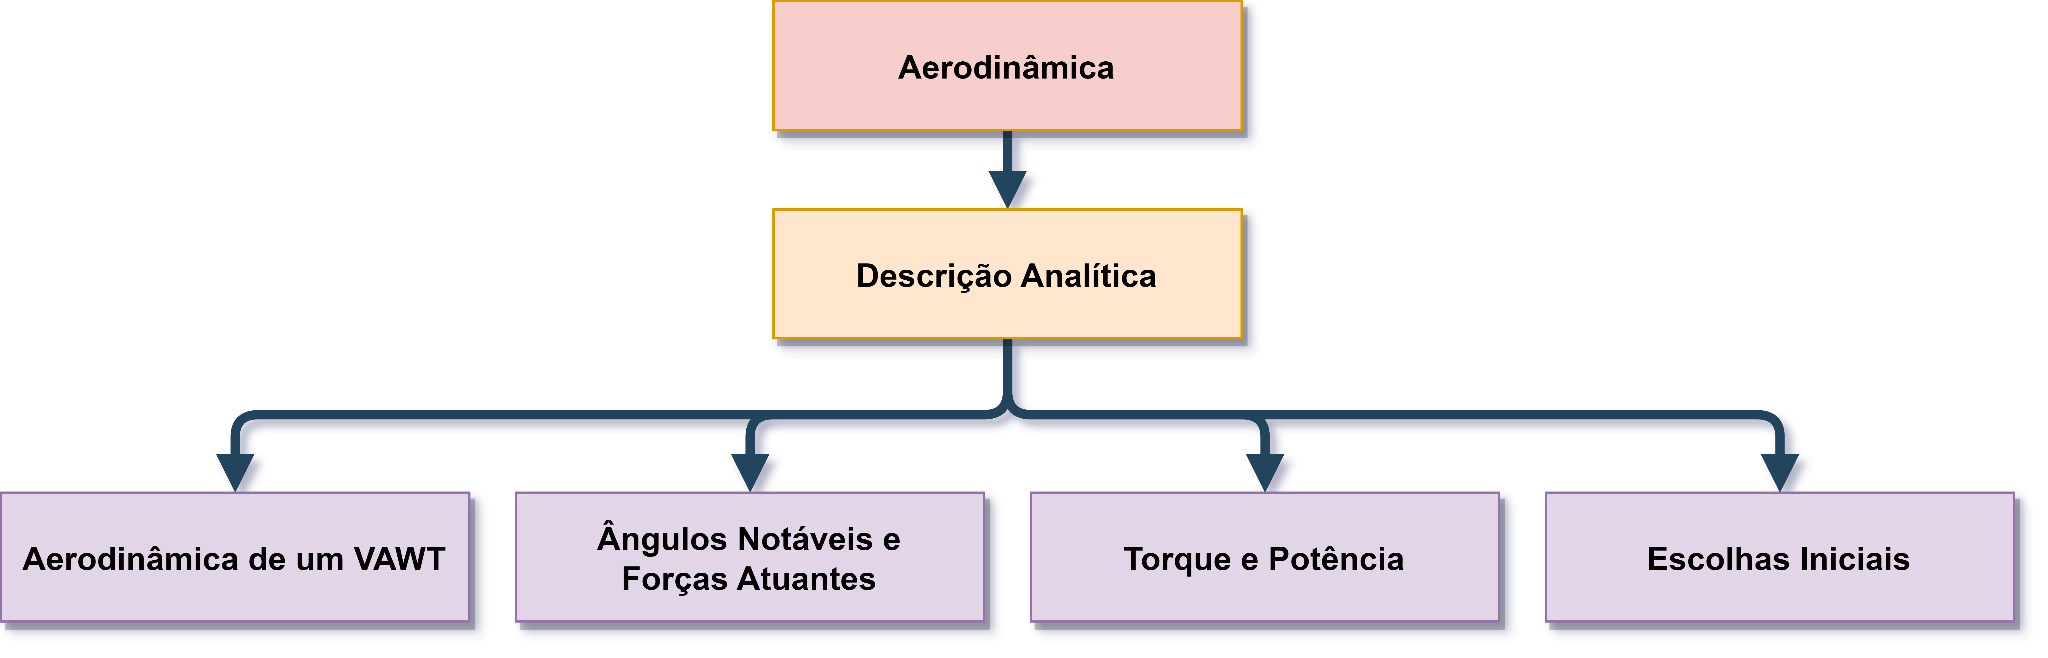 Aerodinâmica
Descrição Analítica
Aerodinâmica de um VAWT
Ângulos Notáveis e
Forças Atuantes
Torque e Potência
Escolhas Iniciais